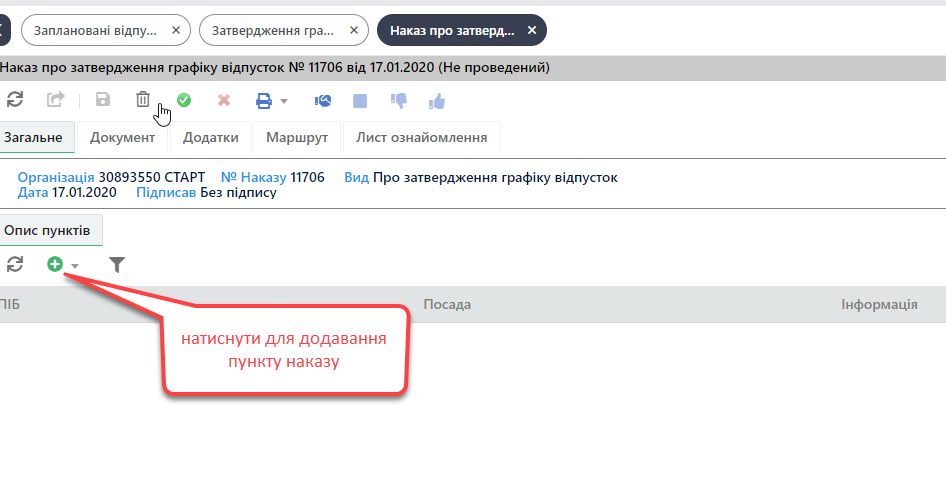 Заплановані відпу...
Затвердження гра...
Наказ про затверд...
Наказ про затвердження графіку відпусток № 11706 від 17.01.2020 (Не проведений)
Загальне Документ Додатки Маршрут Лист ознайомлення
Організація 30893550 СТАРТ № Наказу 11706 Вид Про затвердження графіку відпусток
Дата 17.01.2020 Підписав Без підпису
Опис пунктів
ПІБ Посада Інформація
натиснути для додавання
пункту наказу